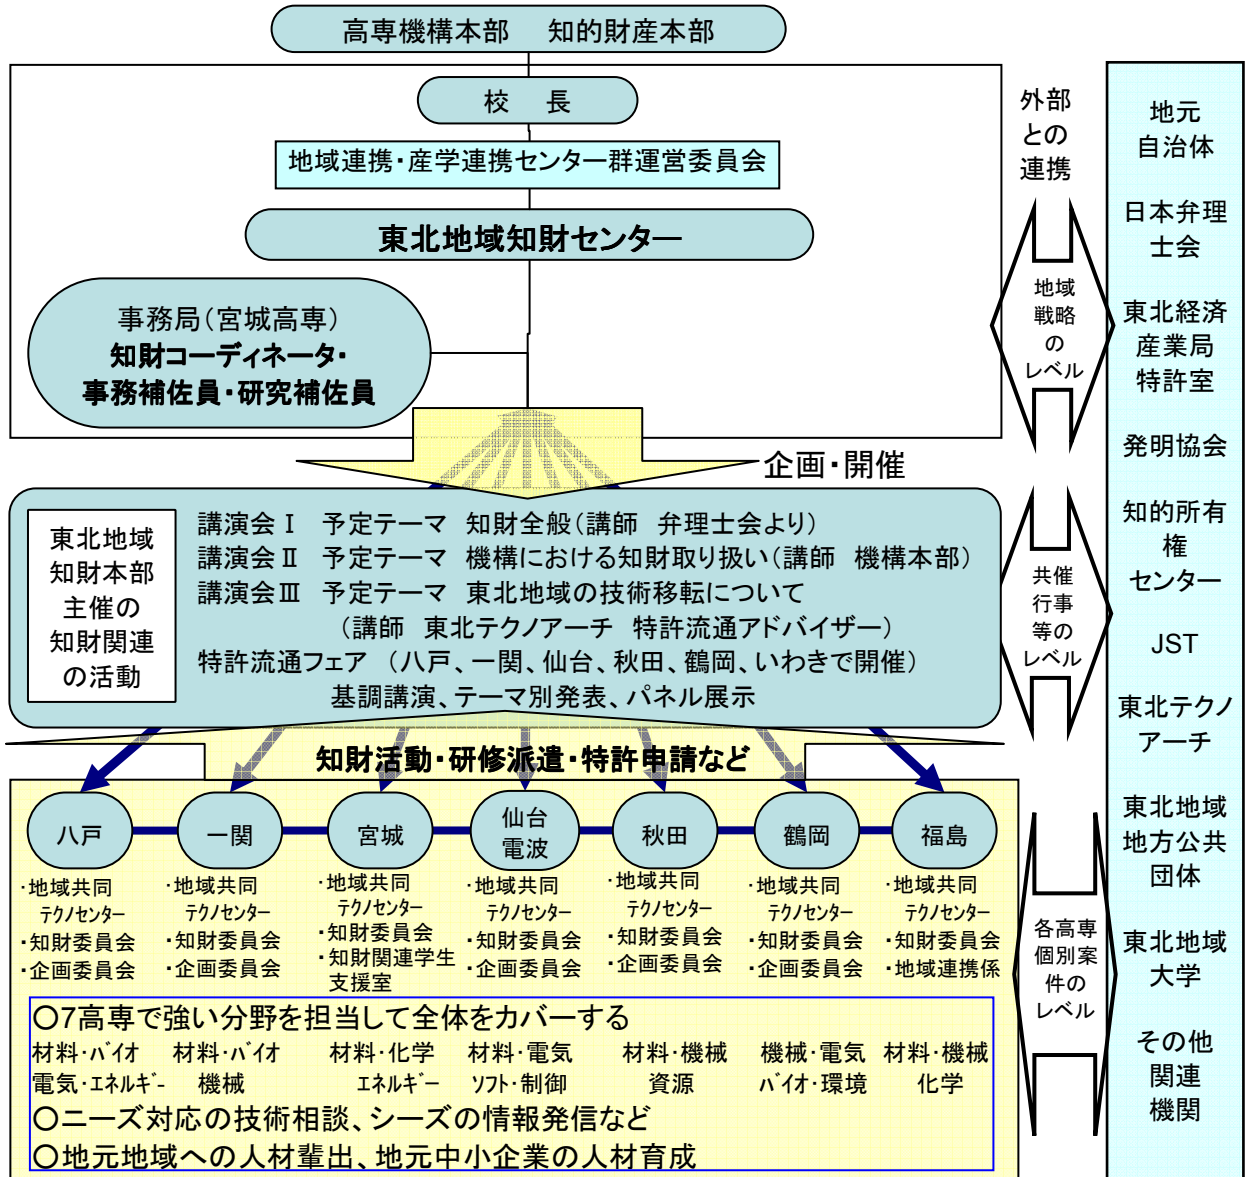 高専機構本部 知的財産本部
校 長
地域連携・産学連携センター群運営委員会
東北地域知財センター
事務局（宮城高専）
知財コーディネータ・
事務補佐員・研究補佐員
企画・開催
東北地域
知財本部
主催の
知財関連
の活動
講演会Ⅰ 予定テーマ 知財全般（講師 弁理士会より）
講演会Ⅱ 予定テーマ 機構における知財取り扱い（講師 機構本部）
講演会Ⅲ 予定テーマ 東北地域の技術移転について
（講師 東北テクノアーチ 特許流通アドバイザー）
特許流通フェア （八戸、一関、仙台、秋田、鶴岡、いわきで開催）
基調講演、テーマ別発表、パネル展示
知財活動・研修派遣・特許申請など
八戸
・地域共同
ﾃｸﾉｾﾝﾀｰ
・知財委員会
・企画委員会
一関
・地域共同
ﾃｸﾉｾﾝﾀｰ
・知財委員会
・企画委員会
宮城
・地域共同
ﾃｸﾉｾﾝﾀｰ
・知財委員会
・知財関連学生
支援室
仙台
電波
・地域共同
ﾃｸﾉｾﾝﾀｰ
・知財委員会
・企画委員会
秋田
・地域共同
ﾃｸﾉｾﾝﾀｰ
・知財委員会
・企画委員会
鶴岡
・地域共同
ﾃｸﾉｾﾝﾀｰ
・知財委員会
・企画委員会
福島
・地域共同
ﾃｸﾉｾﾝﾀｰ
・知財委員会
・地域連携係
〇7高専で強い分野を担当して全体をカバーする
材料・ﾊﾞｲｵ
電気・ｴﾈﾙｷﾞｰ
材料・ﾊﾞｲｵ
機械
材料・化学
ｴﾈﾙｷﾞｰ
材料・電気
ｿﾌﾄ・制御
材料・機械
資源
機械・電気
ﾊﾞｲｵ・環境
材料・機械
化学
〇ニーズ対応の技術相談、シーズの情報発信など
〇地元地域への人材輩出、地元中小企業の人材育成
外部
との
連携
地域
戦略
の
レベル
共催
行事
等の
レベル
各高専
個別案
件の
レベル
地元
自治体
日本弁理
士会
東北経済
産業局
特許室
発明協会
知的所有
権
センター
JST
東北テクノ
アーチ
東北地域
地方公共
団体
東北地域
大学
その他
関連
機関